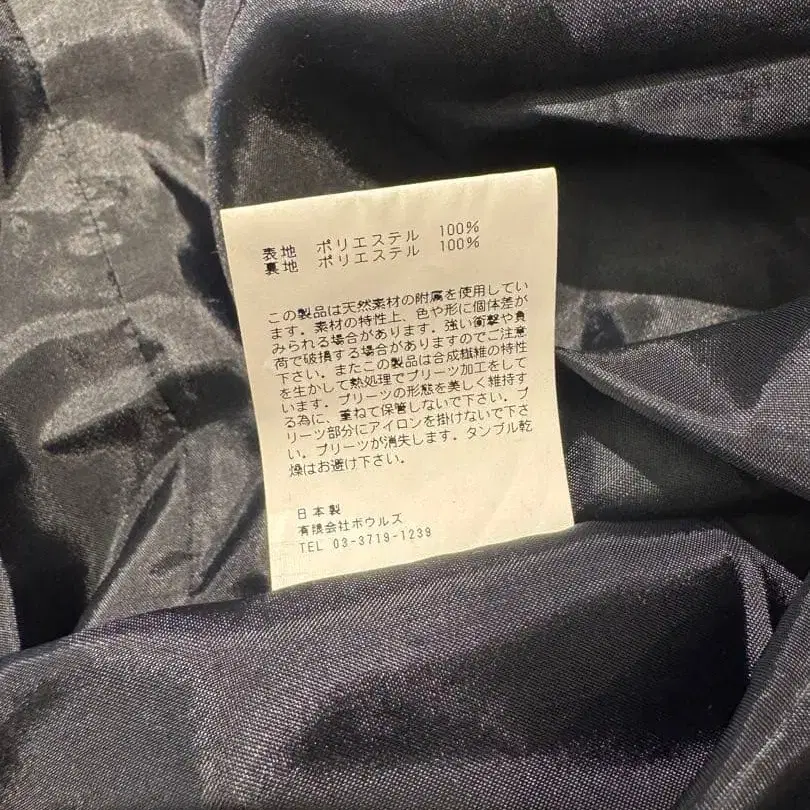 表地 ポリエステル 100%
裏地 ポリエステル 100%
この製品は天然素材の附属を使用してい
ます。素材の特性上、色や形に個体差が
みられる場合があります。強い衝撃や負
荷で破損する場合がありますのでご注意
下さい。またこの製品は合成繊維の特性
を生かして熱処理でプリーツ加工をして
います。プリーツの形態を美しく維持す
る為に、重ねて保管しないで下さい。プ
リーツ部分にアイロンを掛けないで下さ
い。プリーツが消失します。タンブル乾
燥はお避け下さい。
日本製
有限会社ボウルズ
TEL 03-3719-1239